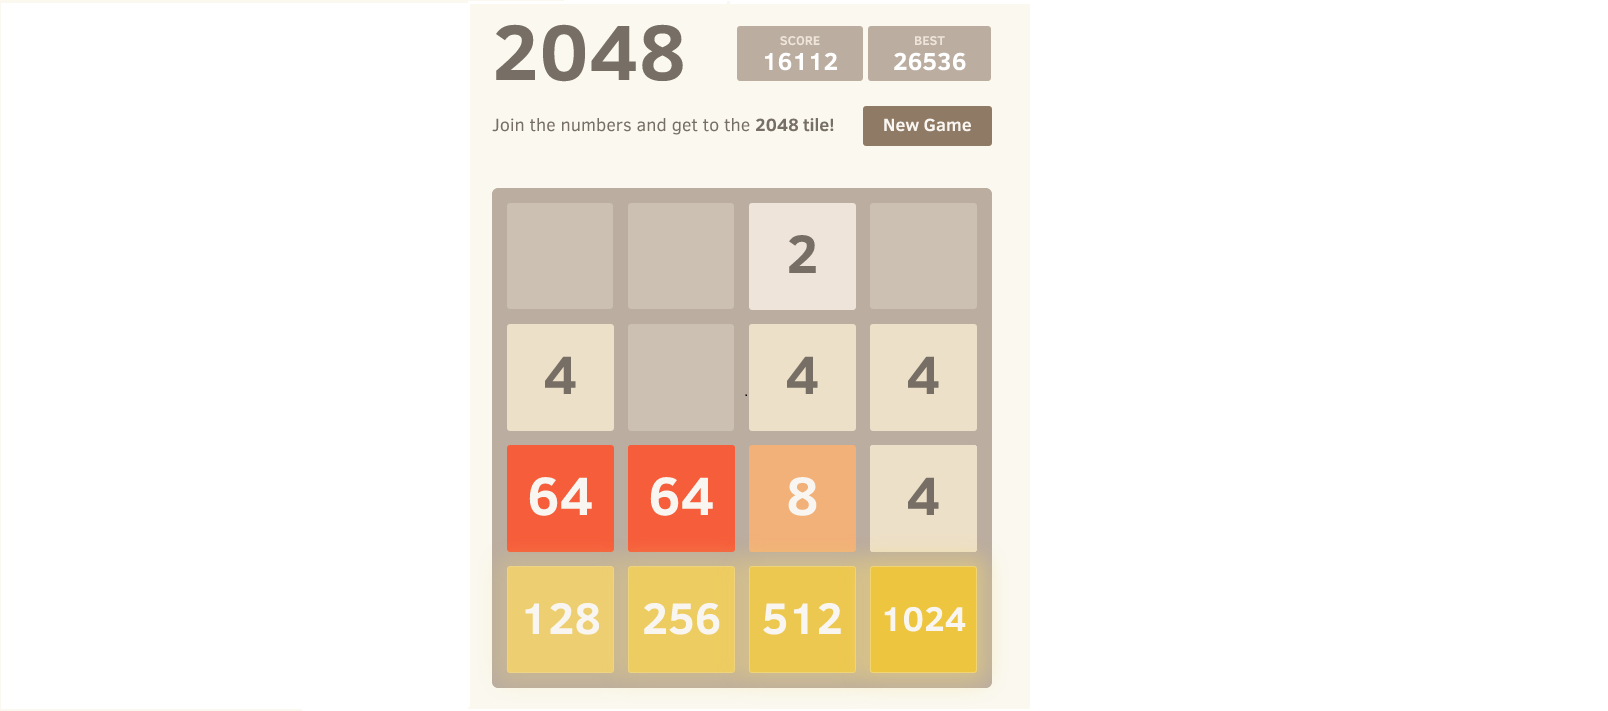 2048
SCORE
16112
BEST
26536
Join the numbers and get to the 2048 tile!
New Game
2
4 4 4
64 64 8 4
128 256 512 1024